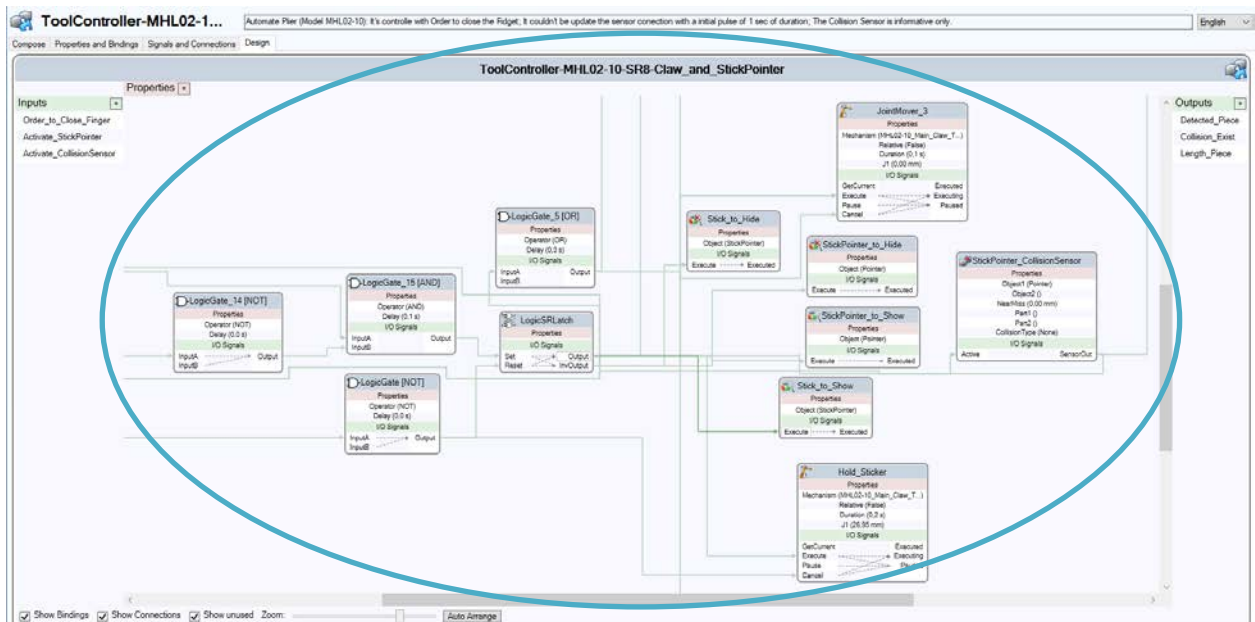 ToolController-MHL02-1...
Automate Plier (Model MHL02-10): It's controlle with Order to close the Fidget; It couldn't be update the sensor conection with a initial pulse of 1 sec of duration; The Collision Sensor is informative only.
English
Compose Properties and Bindings Signals and Connections Design
ToolController-MHL02-10-SR8-Claw_and_StickPointer
Properties
Inputs
Order_to_Close_Finger
Activate_StickPointer
Activate_CollisionSensor
Outputs
Detected_Piece
Collision_Exist
Length_Piece
JointMover_3
Properties
Mechanism (MHL02-10_Main_Claw_T...)
Relative (False)
Duration (0,1 s)
J1 (0,00 mm)
I/O Signals
GetCurrent Executed
Execute Executing
Pause Paused
Cancel
LogicGate_5 [OR]
Properties
Operator (OR)
Delay (0,2 s)
I/O Signals
InputA Output
InputB
Stick_to_Hide
Properties
Object (StickPointer)
I/O Signals
Execute Executed
StickPointer_to_Hide
Properties
Object (Pointer)
I/O Signals
Execute Executed
StickPointer_CollisionSensor
Properties
Object1 (Pointer)
Object2 ()
NearMiss (0,00 mm)
Part1 ()
Part2 ()
CollisionType (None)
I/O Signals
Active SensorOut
LogicGate_14 [NOT]
Properties
Operator (NOT)
Delay (0,0 s)
I/O Signals
InputA Output
InputB
LogicGate_15 [AND]
Properties
Operator (AND)
Delay (0,1 s)
I/O Signals
InputA Output
InputB
LogicSRLatch
Properties
I/O Signals
Set Output
Reset InvOutput
StickPointer_to_Show
Properties
Object (Pointer)
I/O Signals
Execute Executed
LogicGate [NOT]
Properties
Operator (NOT)
Delay (0,0 s)
I/O Signals
InputA Output
InputB
Stick_to_Show
Properties
Object (StickPointer)
I/O Signals
Execute Executed
Hold_Sticker
Properties
Mechanism (MHL02-10_Main_Claw_T...)
Relative (False)
Duration (0,2 s)
J1 (26,95 mm)
I/O Signals
GetCurrent Executed
Execute Executing
Pause Paused
Cancel
Show Bindings Show Connections Show unused Zoom: Auto Arrange